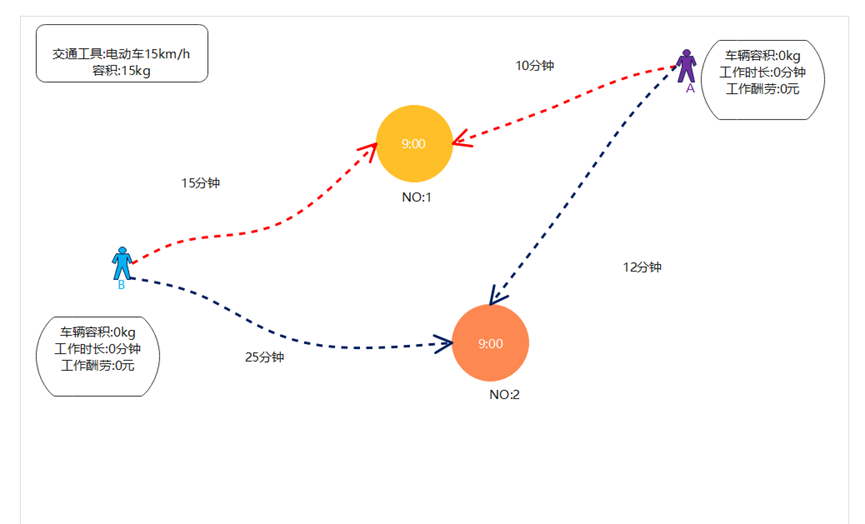 交通工具:电动车15km/h
容积:15kg
10分钟
车辆容积:0kg
工作时长:0分钟
工作酬劳:0元
A
9:00
NO:1
15分钟
B
12分钟
车辆容积:0kg
工作时长:0分钟
工作酬劳:0元
25分钟
9:00
NO:2